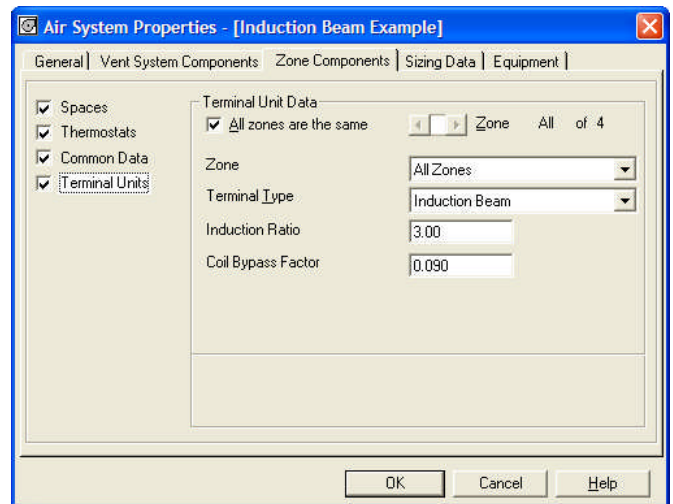 Air System Properties - [Induction Beam Example]
General Vent System Components Zone Components Sizing Data Equipment
Spaces
Thermostats
Common Data
Terminal Units
Terminal Unit Data
All zones are the same Zone All of 4
Zone All Zones
Terminal Type Induction Beam
Induction Ratio 3.00
Coil Bypass Factor 0.090
OK Cancel Help